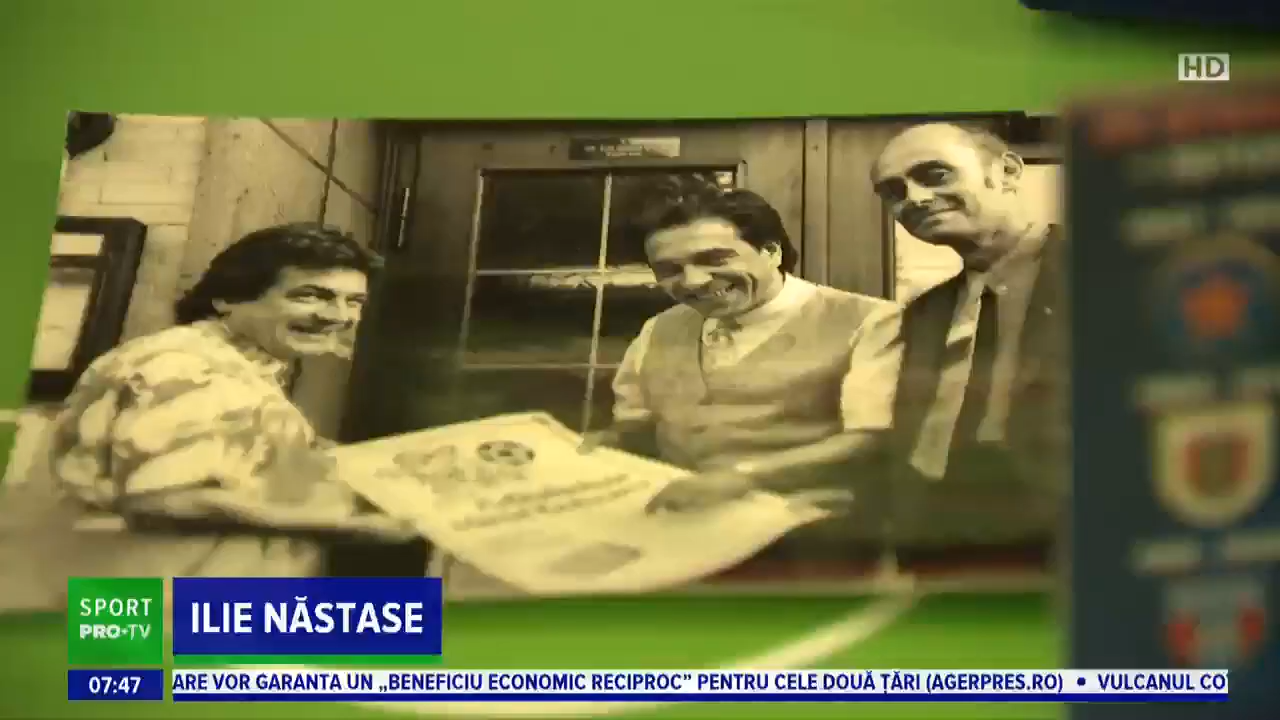 HD
SPORT
PRO•TV
ILIE NĂSTASE
07:47
ARE VOR GARANTA UN „BENEFICIU ECONOMIC RECIPROC” PENTRU CELE DOUĂ ȚĂRI (AGERPRES.RO) • VULCANUL CO